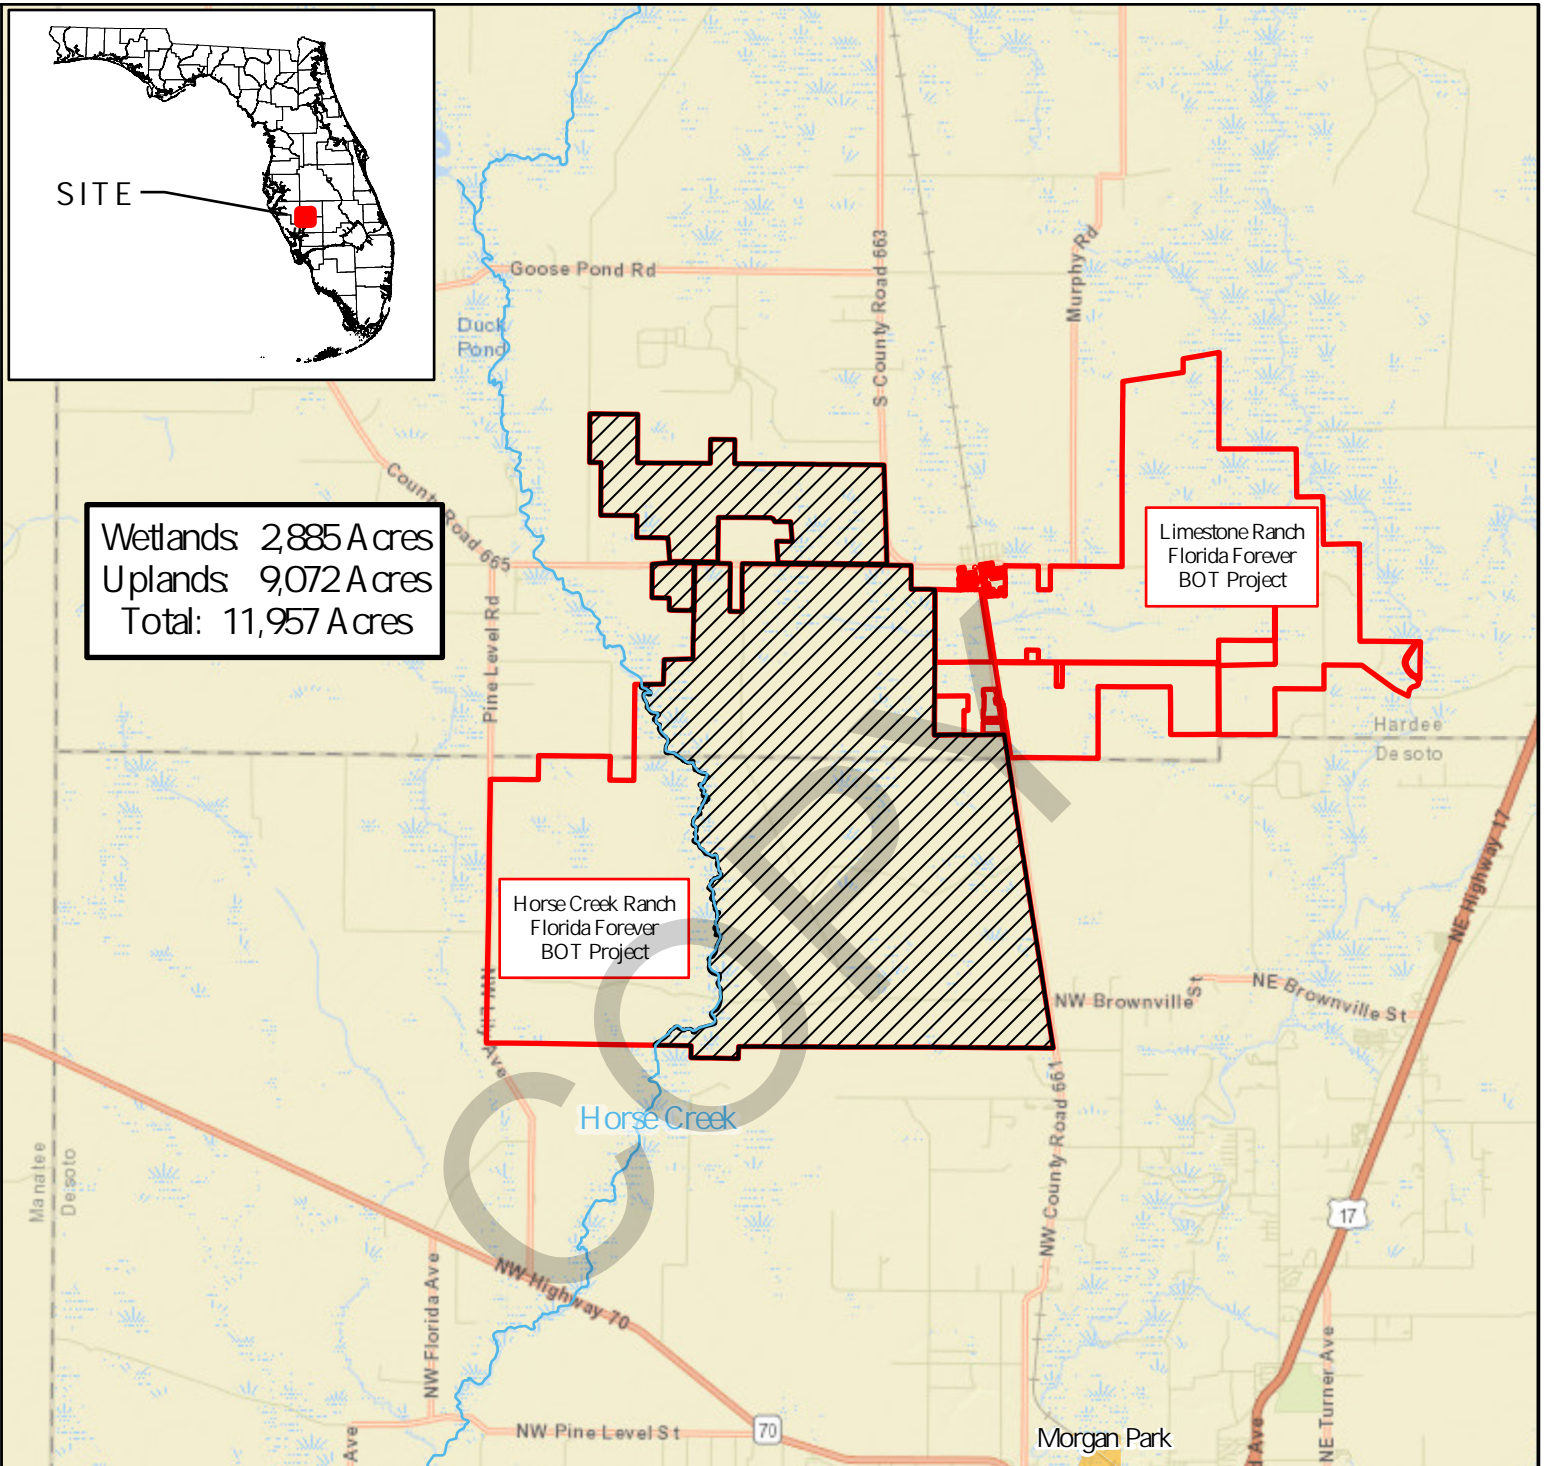 SITE
Goose Pond Rd
S County Road 663
Murphy Rd
Duck
Pond
County Road 665
Wetlands: 2,885 Acres
Uplands: 9,072 Acres
Total: 11,957 Acres
Limestone Ranch
Florida Forever
BOT Project
Pine Level Rd
Hardee
Desoto
NE Highway 17
Horse Creek Ranch
Florida Forever
BOT Project
Ave
NW Brownville St
NE Brownville St
COPY
Horse Creek
NW County Road 661
Manatee
Desoto
17
NW Highway 70
NW Florida Ave
NW Pine Level St
70
Ave
Morgan Park
d Ave
NE Turner Ave